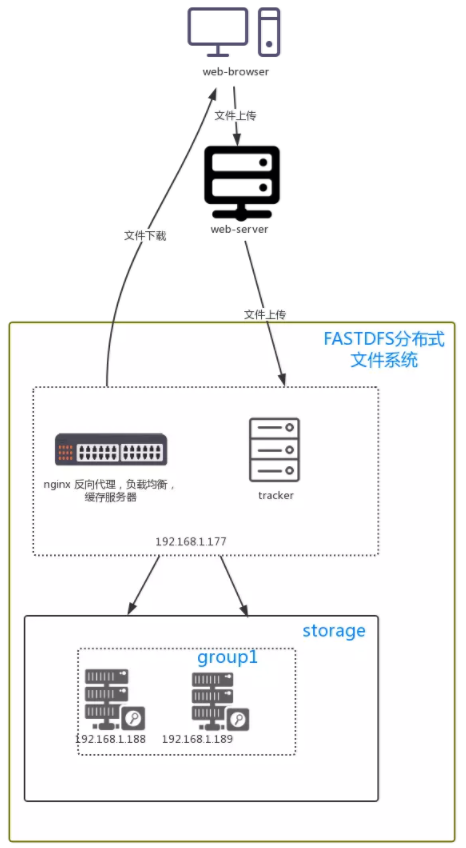 web-browser
文件上传
web-server
文件下载
文件上传
FASTDFS分布式
文件系统
nginx 反向代理，负载均衡，
缓存服务器
tracker
192.168.1.177
storage
group1
192.168.1.188
192.168.1.189